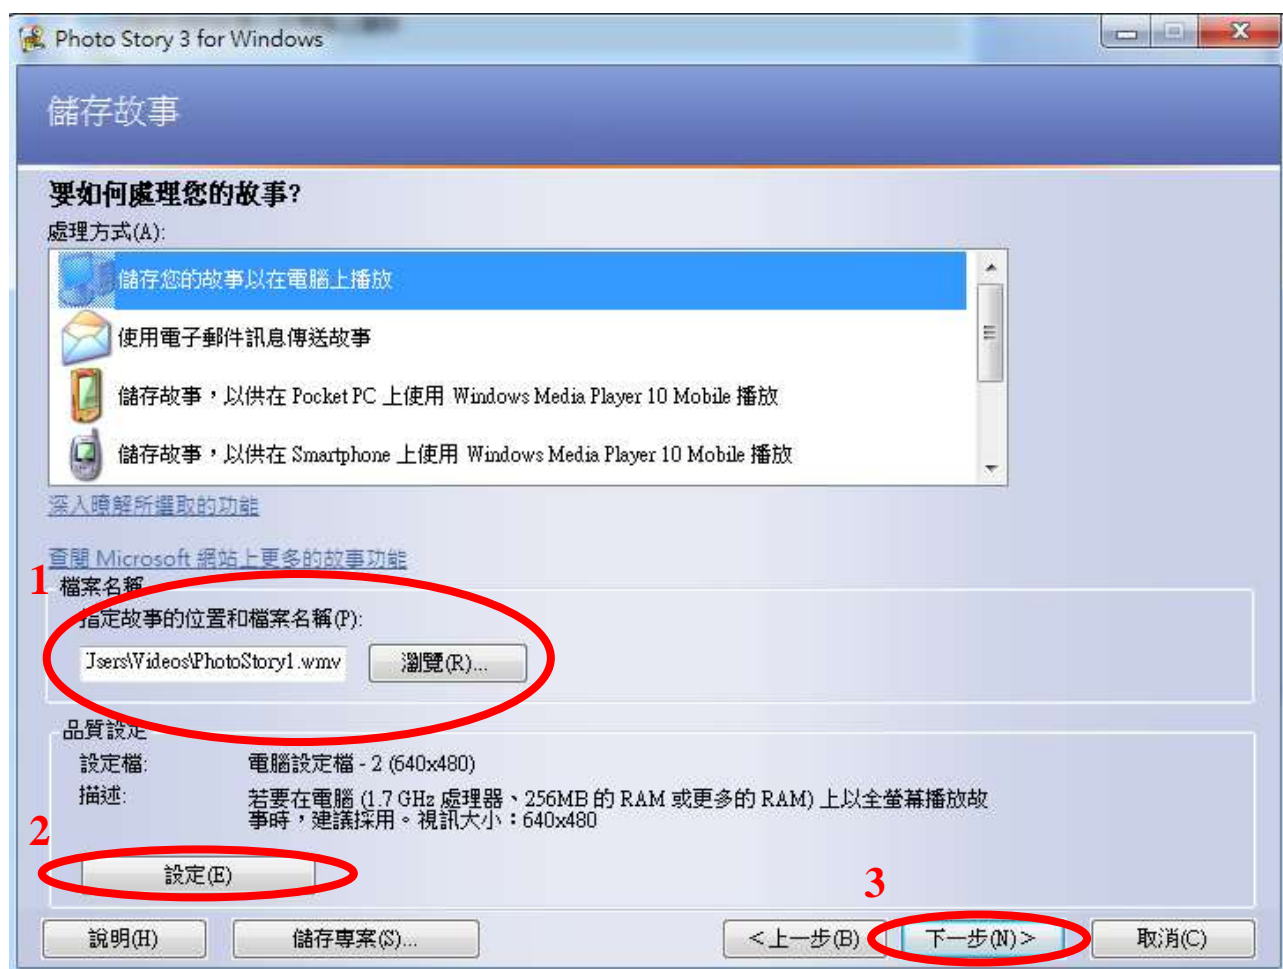 Photo Story 3 for Windows
儲存故事
要如何處理您的故事?
處理方式(A):
儲存您的故事以在電腦上播放
使用電子郵件訊息傳送故事
儲存故事，以供在 Pocket PC 上使用 Windows Media Player 10 Mobile 播放
儲存故事，以供在 Smartphone 上使用 Windows Media Player 10 Mobile 播放
深入瞭解所選取的功能
查閱 Microsoft 網站上更多的故事功能
1
檔案名稱
指定故事的位置和檔案名稱(P):
Jsers\Videos\PhotoStory1.wmv 瀏覽(R)...
品質設定
設定檔: 電腦設定檔 - 2 (640x480)
描述: 若要在電腦 (1.7 GHz 處理器、256MB 的 RAM 或更多的 RAM) 上以全螢幕播放故
事時，建議採用。視訊大小：640x480
2
設定(E)
3
說明(H) 儲存專案(S)... <上一步(B) 下一步(N)> 取消(C)